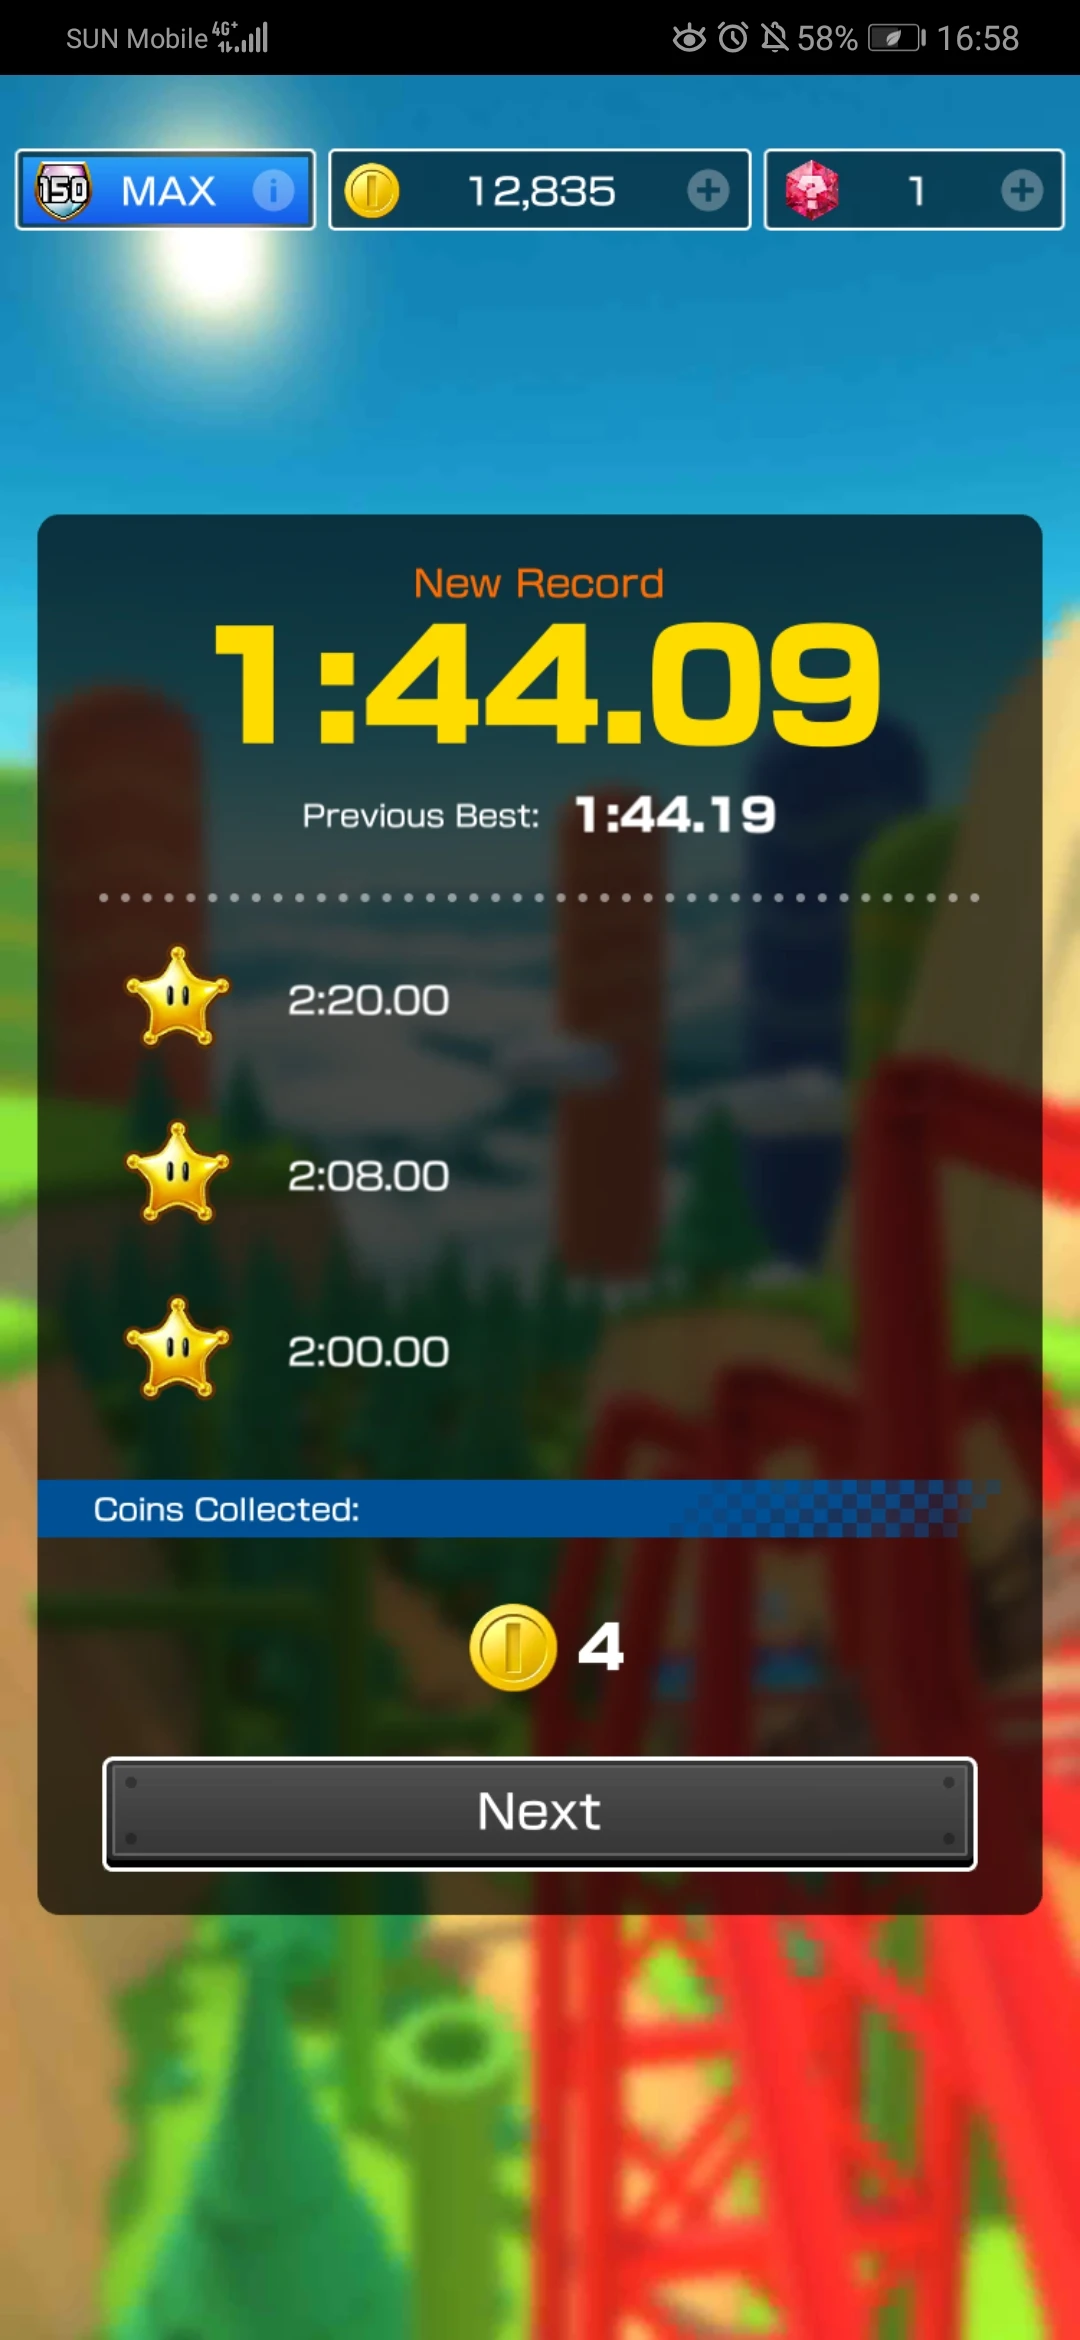 SUN Mobile 4G+ 58% 16:58
150 MAX i 12,835 + 1 +
New Record
1:44.09
Previous Best: 1:44.19
2:20.00
2:08.00
2:00.00
Coins Collected:
4
Next